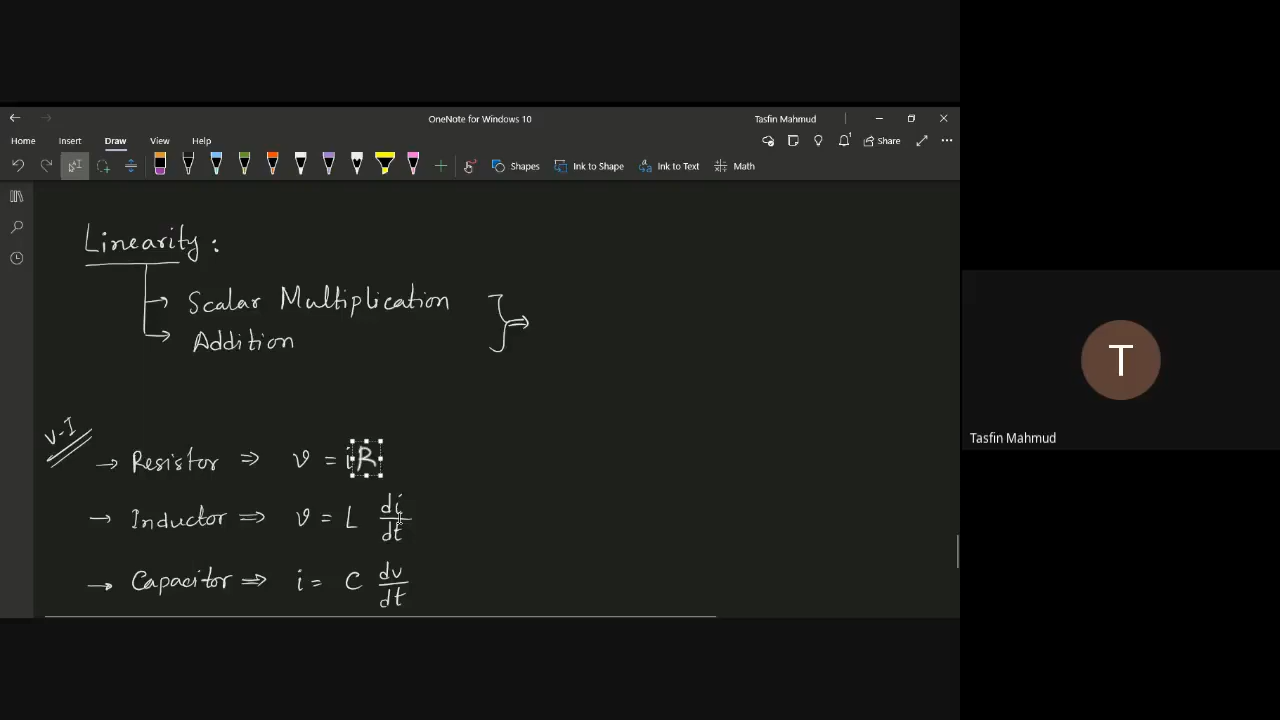 OneNote for Windows 10
Tasfin Mahmud
Home Insert Draw View Help
Share
Shapes Ink to Shape Ink to Text Math
Linearity :
→ Scalar Multiplication
→ Addition
⇒
V-I
→ Resistor ⇒ v = iR
→ Inductor ⇒ v = L di/dt
→ Capacitor ⇒ i = C dv/dt
T
Tasfin Mahmud